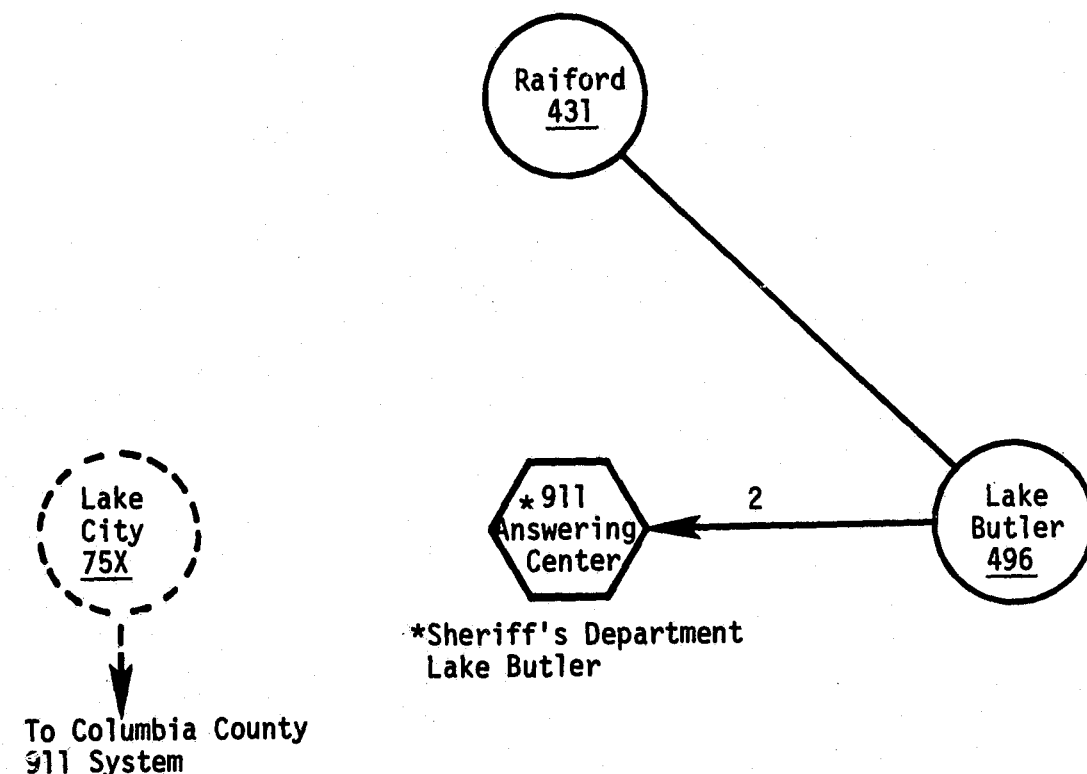 Raiford
431
Lake
City
75X
* 911
Answering
Center
2
Lake
Butler
496
*Sheriff's Department
Lake Butler
To Columbia County
911 System